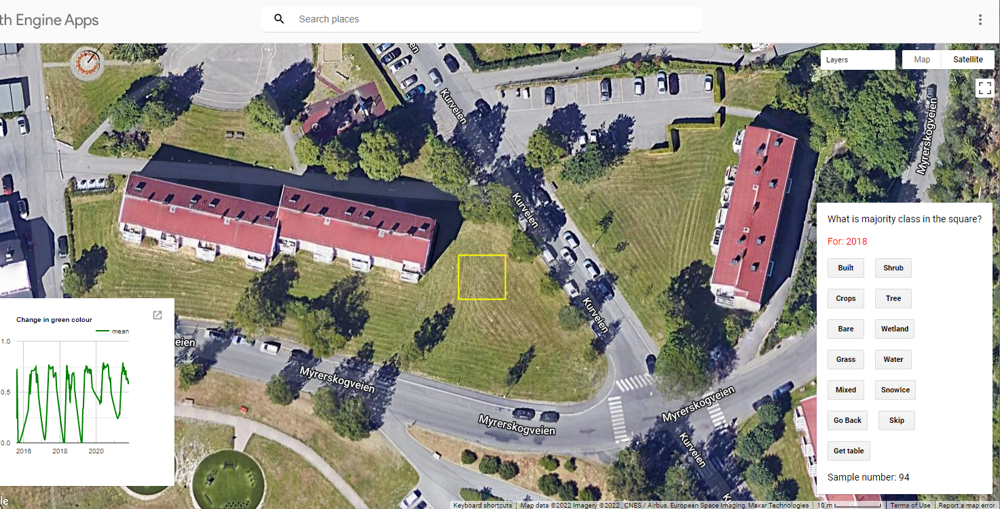 th Engine Apps
Search places
Layers
Map
Satellite
Kurveien
Myrerskogveien
Kurveien
Kurveien
What is majority class in the square?
For: 2018
Built
Shrub
Crops
Tree
Bare
Wetland
Grass
Water
Mixed
SnowIce
Go Back
Skip
Get table
Sample number: 94
Change in green colour
mean
1.0
0.5
0.0
2016
2018
2020
eien
Myrerskogveien
Myrerskogveien
Myrerskogveien
Kurveien
Keyboard shortcuts
Map data ©2022 Imagery ©2022 , CNES / Airbus, European Space Imaging, Maxar Technologies
10 m
Terms of Use
Report a map error